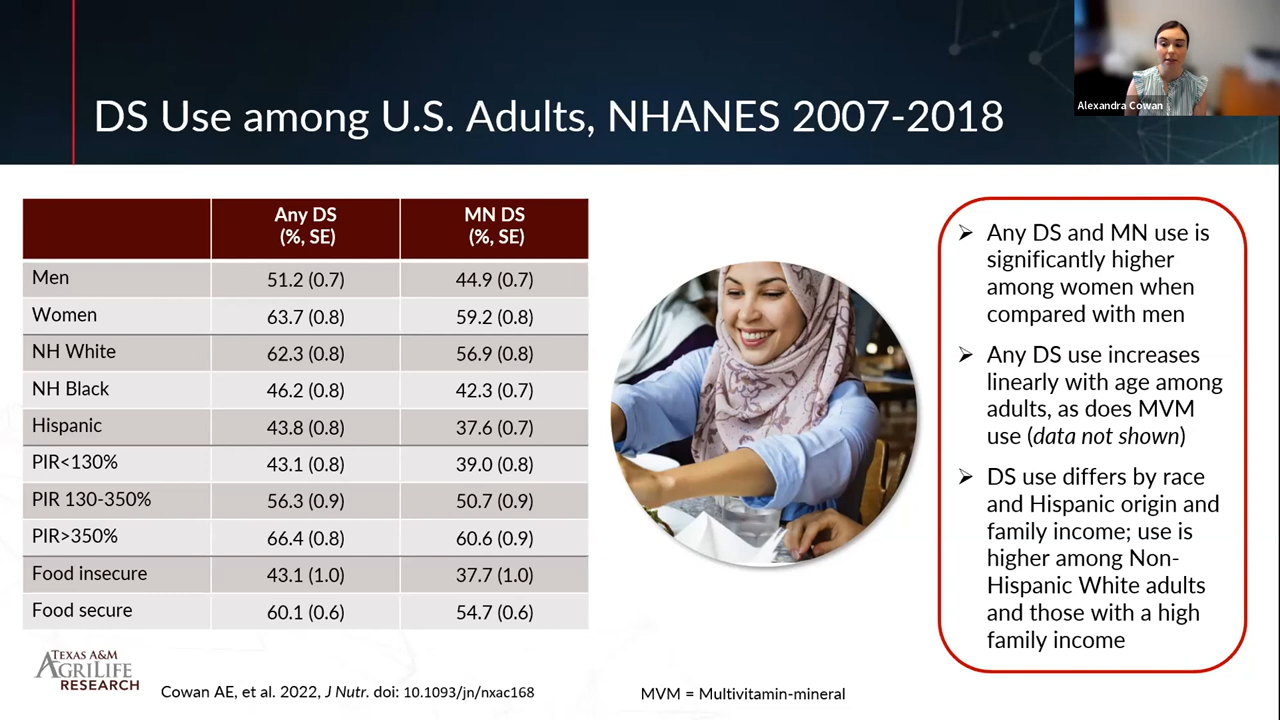 Alexandra Cowan
DS Use among U.S. Adults, NHANES 2007-2018
Any DS (%, SE) MN DS (%, SE)
Men 51.2 (0.7) 44.9 (0.7)
Women 63.7 (0.8) 59.2 (0.8)
NH White 62.3 (0.8) 56.9 (0.8)
NH Black 46.2 (0.8) 42.3 (0.7)
Hispanic 43.8 (0.8) 37.6 (0.7)
PIR<130% 43.1 (0.8) 39.0 (0.8)
PIR 130-350% 56.3 (0.9) 50.7 (0.9)
PIR>350% 66.4 (0.8) 60.6 (0.9)
Food insecure 43.1 (1.0) 37.7 (1.0)
Food secure 60.1 (0.6) 54.7 (0.6)
➢ Any DS and MN use is
significantly higher
among women when
compared with men
➢ Any DS use increases
linearly with age among
adults, as does MVM
use (data not shown)
➢ DS use differs by race
and Hispanic origin and
family income; use is
higher among Non-
Hispanic White adults
and those with a high
family income
TEXAS A&M
AGRILIFE
RESEARCH
Cowan AE, et al. 2022, J Nutr. doi: 10.1093/jn/nxac168
MVM = Multivitamin-mineral